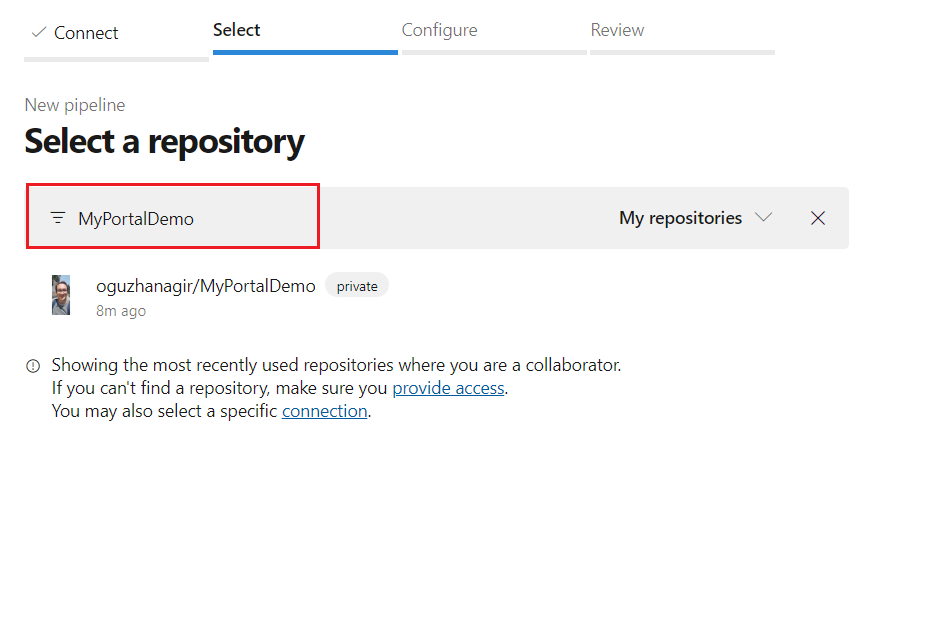 Connect
Select
Configure
Review
New pipeline
Select a repository
MyPortalDemo
My repositories
oguzhanagir/MyPortalDemo
private
8m ago
Showing the most recently used repositories where you are a collaborator.
If you can't find a repository, make sure you provide access.
You may also select a specific connection.